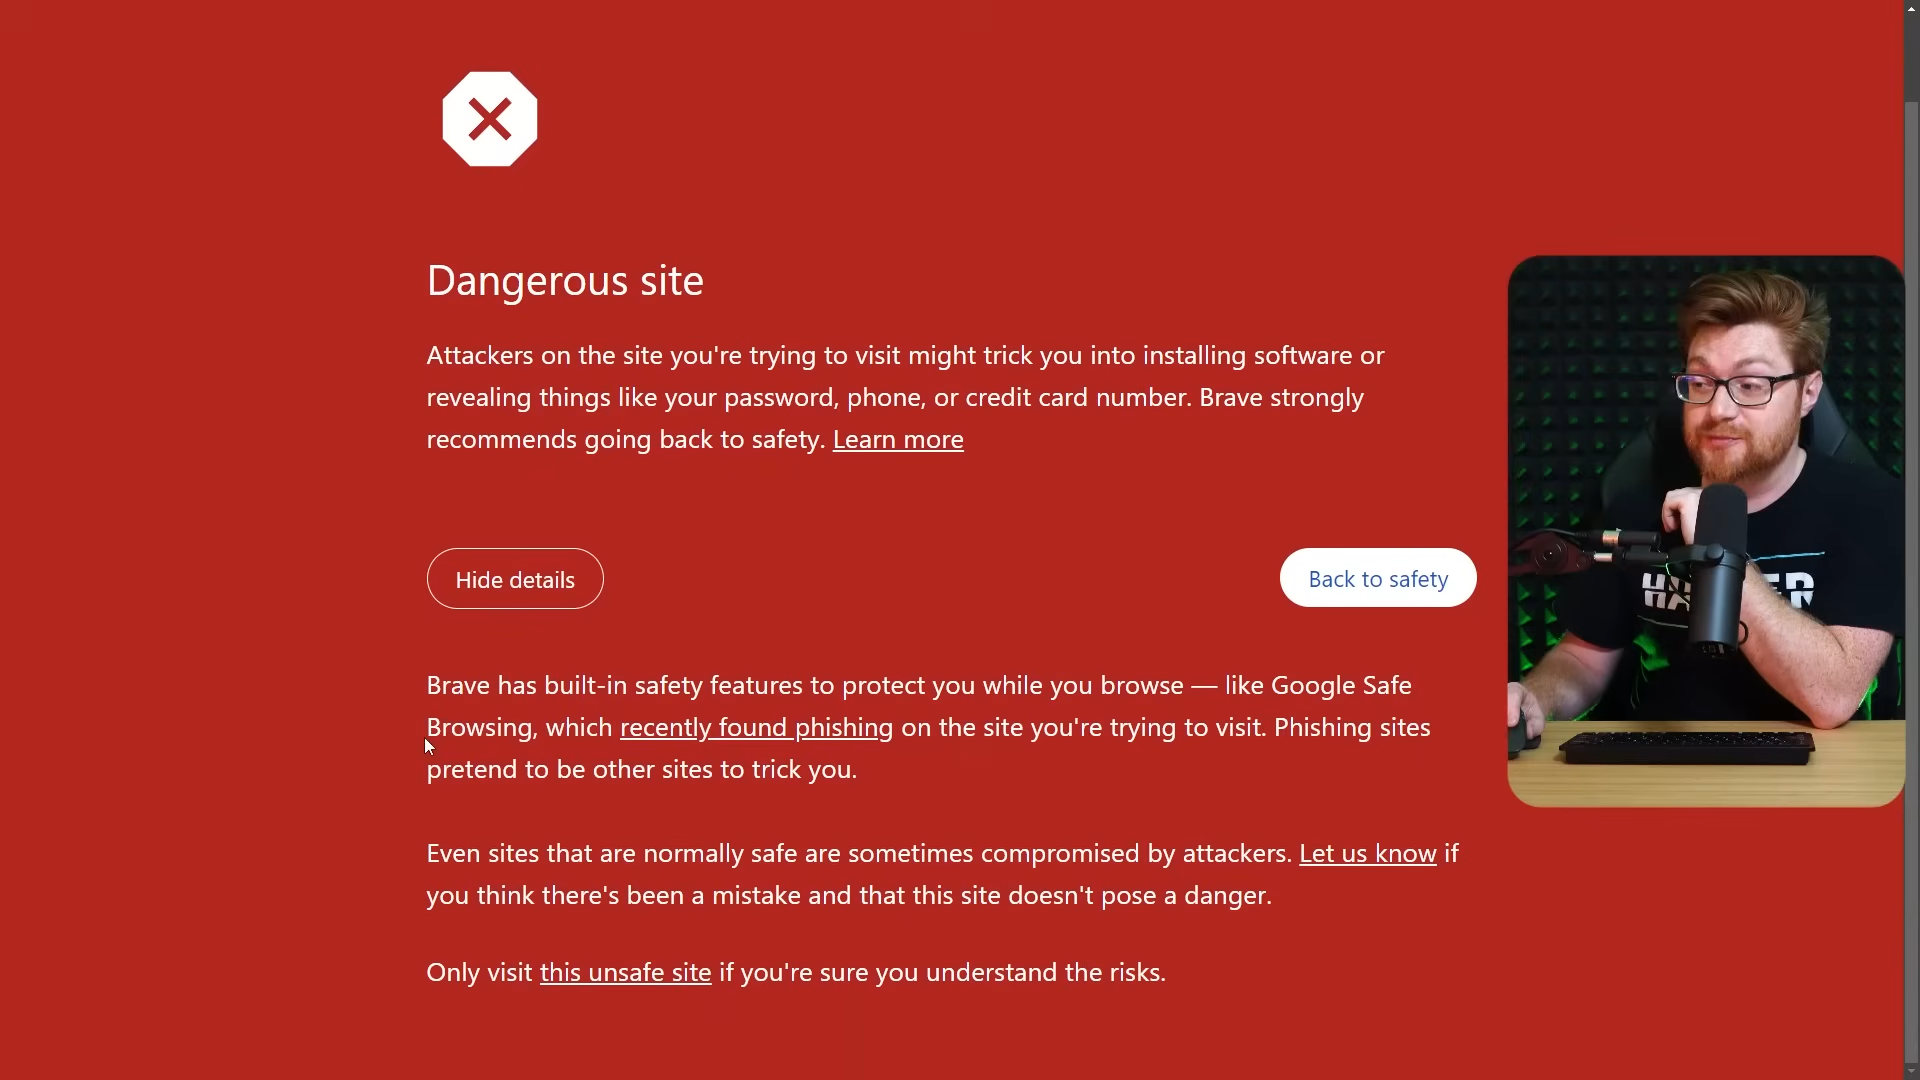 Dangerous site
Attackers on the site you're trying to visit might trick you into installing software or
revealing things like your password, phone, or credit card number. Brave strongly
recommends going back to safety. Learn more
Hide details
Back to safety
Brave has built-in safety features to protect you while you browse — like Google Safe
Browsing, which recently found phishing on the site you're trying to visit. Phishing sites
pretend to be other sites to trick you.
Even sites that are normally safe are sometimes compromised by attackers. Let us know if
you think there's been a mistake and that this site doesn't pose a danger.
Only visit this unsafe site if you're sure you understand the risks.